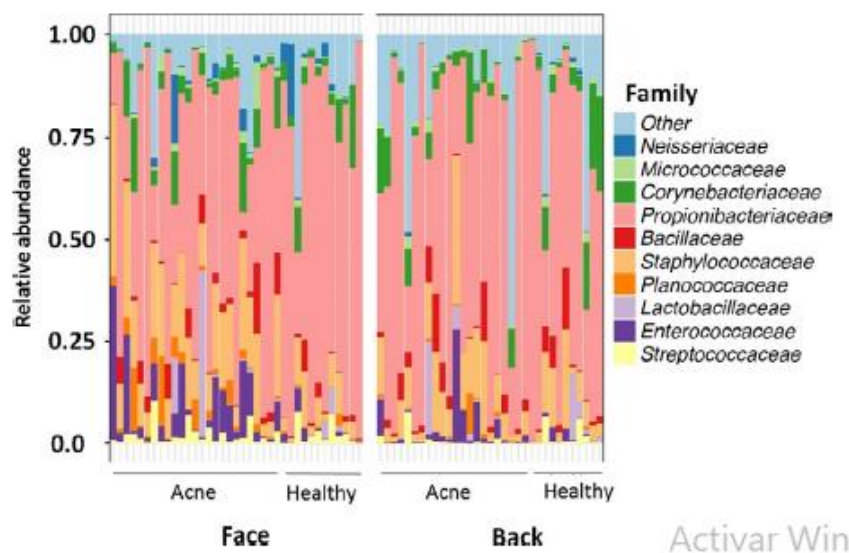 1.00
0.75
0.50
0.25
0.0
Relative abundance
Family
Other
Neisseriaceae
Micrococcaceae
Corynebacteriaceae
Propionibacteriaceae
Bacillaceae
Staphylococcaceae
Planococcaceae
Lactobacillaceae
Enterococcaceae
Streptococcaceae
Acne Healthy Acne Healthy
Face Back
Activar Win